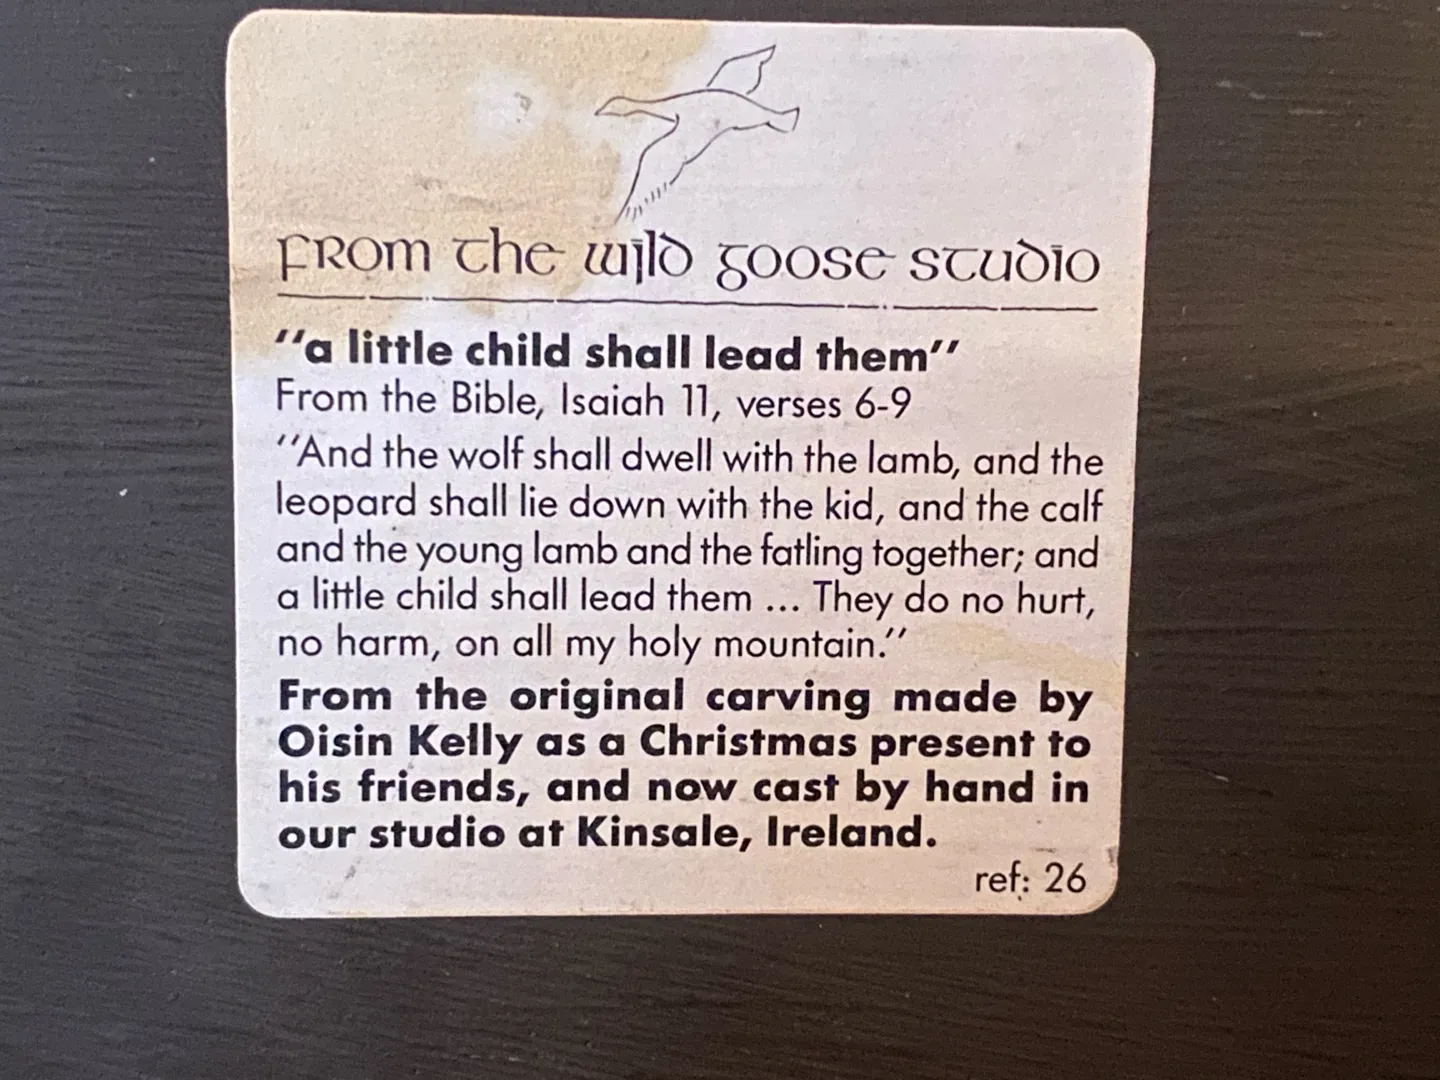 FROM the wild goose studio
"a little child shall lead them"
From the Bible, Isaiah 11, verses 6-9
"And the wolf shall dwell with the lamb, and the
leopard shall lie down with the kid, and the calf
and the young lamb and the fatling together; and
a little child shall lead them ... They do no hurt,
no harm, on all my holy mountain."
From the original carving made by
Oisin Kelly as a Christmas present to
his friends, and now cast by hand in
our studio at Kinsale, Ireland.
ref: 26